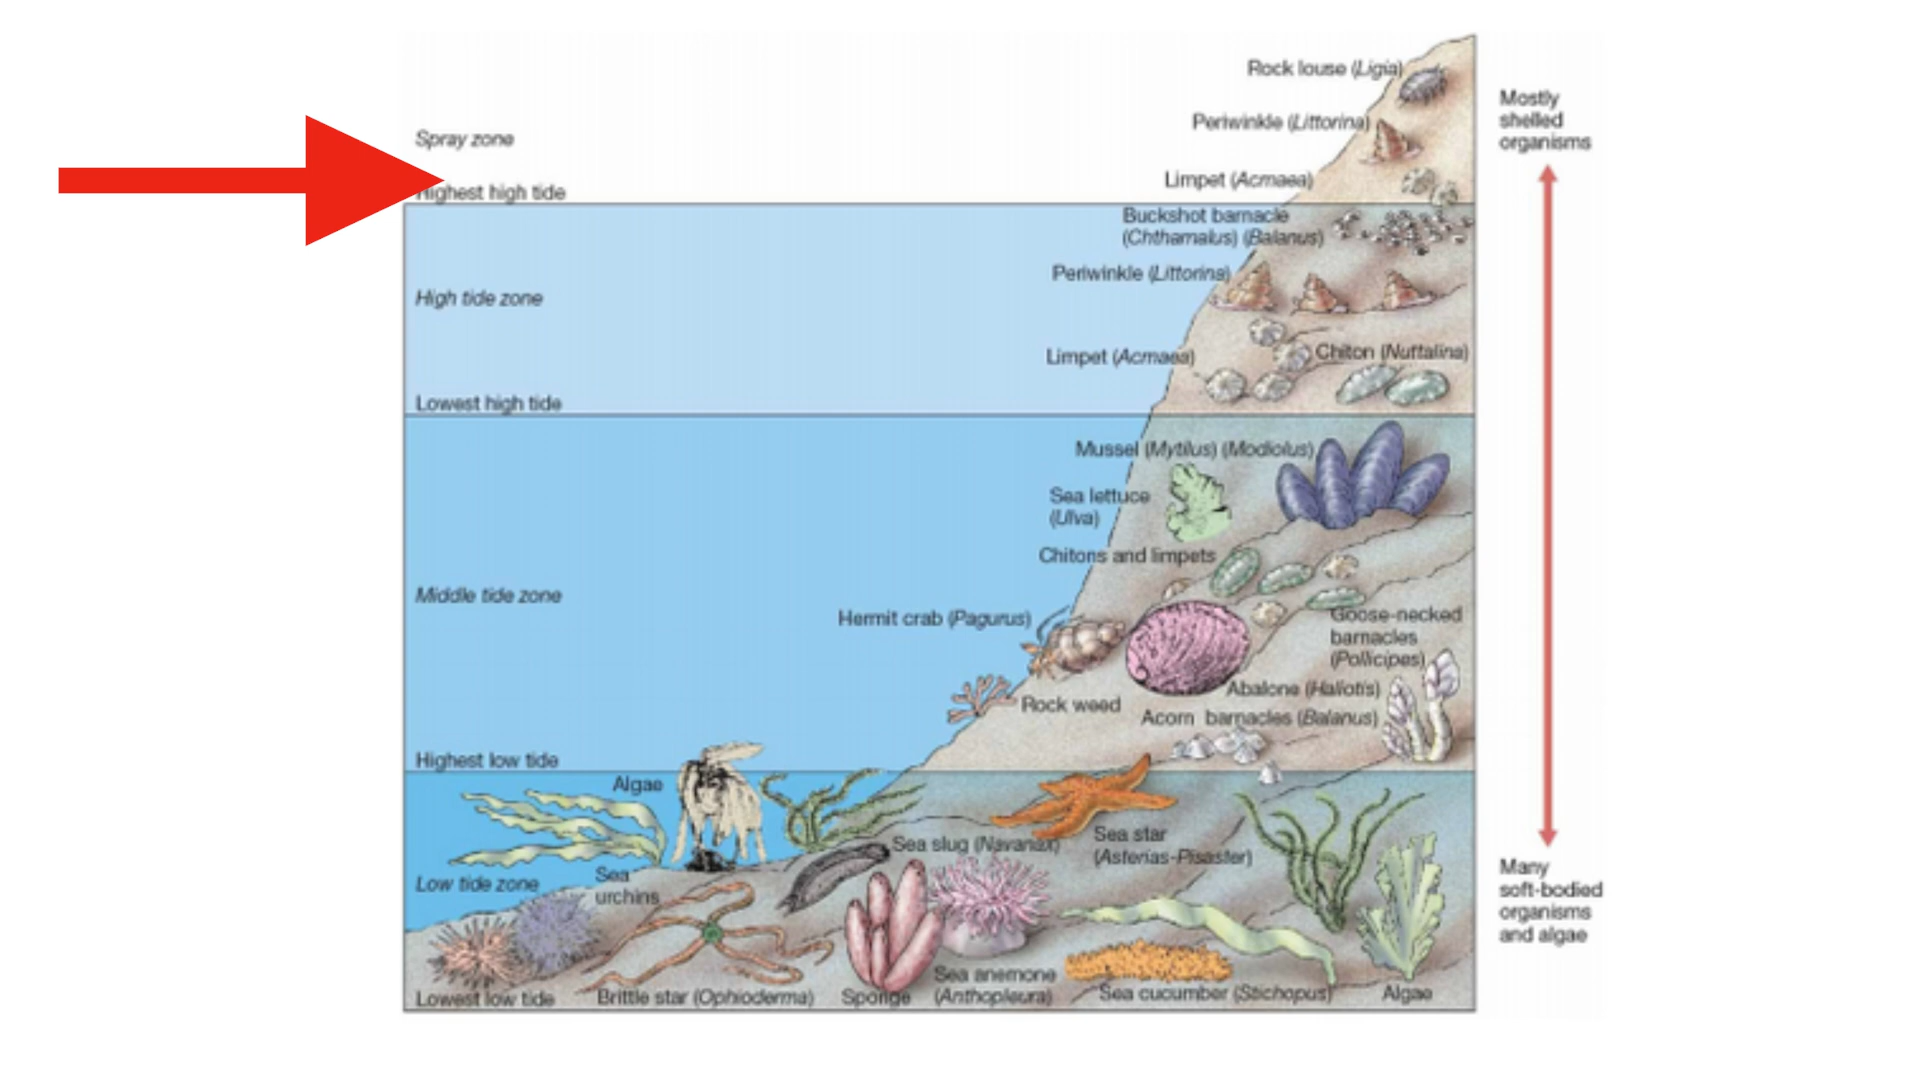 Rock louse (Ligia)
Mostly
shelled
organisms
Periwinkle (Littorina)
Spray zone
Limpet (Acmaea)
Highest high tide
Buckshot barnacle
(Chthamalus) (Balanus)
Periwinkle (Littorina)
High tide zone
Limpet (Acmaea)
Chiton (Nuttalina)
Lowest high tide
Mussel (Mytilus) (Modiolus)
Sea lettuce
(Ulva)
Chitons and limpets
Middle tide zone
Hermit crab (Pagurus)
Goose-necked
barnacles
(Pollicipes)
Abalone (Haliotis)
Rock weed
Acorn barnacles (Balanus)
Highest low tide
Algae
Sea star
(Asterias-Pisaster)
Sea slug (Navanax)
Many
soft-bodied
organisms
and algae
Low tide zone
Sea
urchins
Sea anemone
(Anthopleura)
Lowest low tide
Brittle star (Ophioderma)
Sponge
Sea cucumber (Stichopus)
Algae